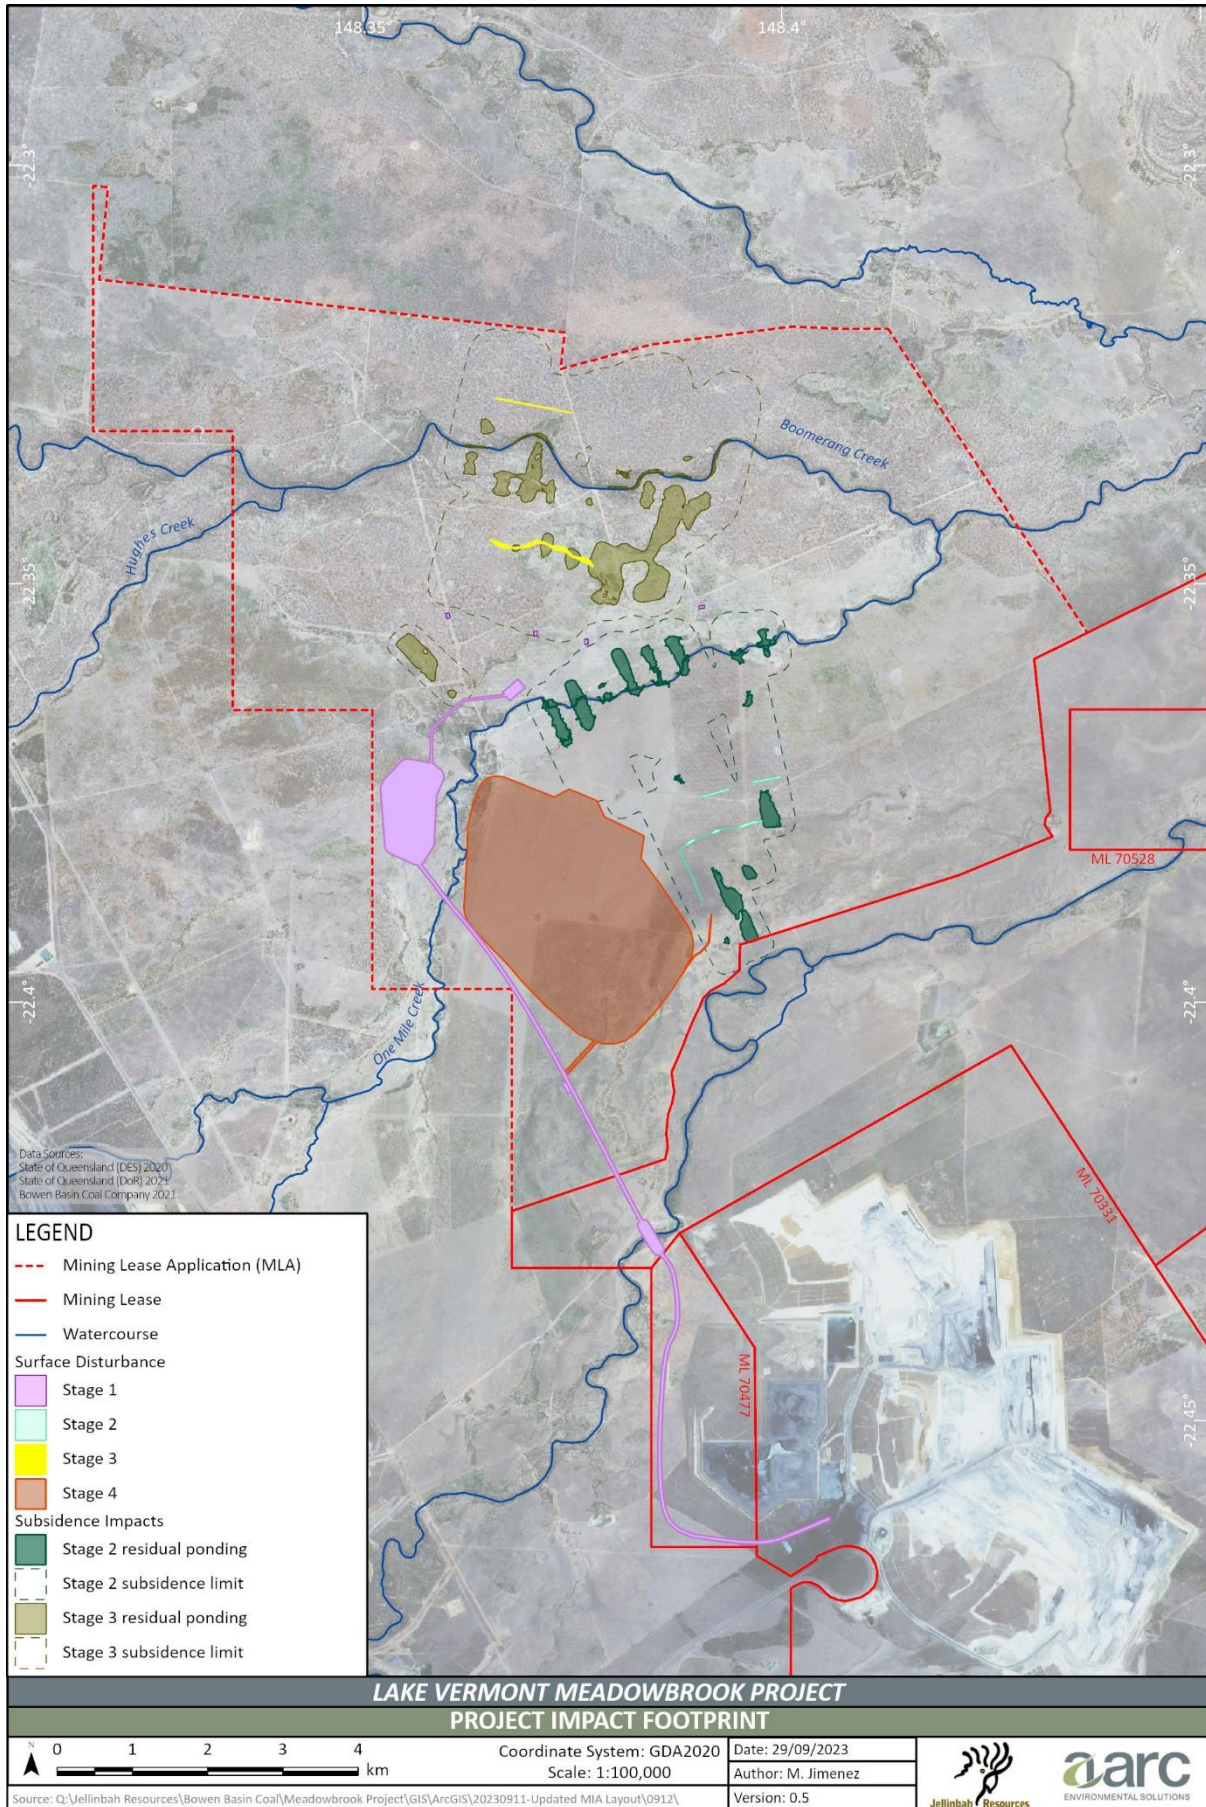 148.35°
148.4°
-22.3°
-22.3°
Boomerang Creek
Hughes Creek
-22.35°
-22.35°
ML 70528
-22.4°
-22.4°
One Mile Creek
ML 70331
ML 70477
-22.45
Data Sources:
State of Queensland (DES) 2020
State of Queensland (DoR) 2021
Bowen Basin Coal Company 2021
LEGEND
Mining Lease Application (MLA)
Mining Lease
Watercourse
Surface Disturbance
Stage 1
Stage 2
Stage 3
Stage 4
Subsidence Impacts
Stage 2 residual ponding
Stage 2 subsidence limit
Stage 3 residual ponding
Stage 3 subsidence limit
LAKE VERMONT MEADOWBROOK PROJECT
PROJECT IMPACT FOOTPRINT
N
0 1 2 3 4
km
Coordinate System: GDA2020
Scale: 1:100,000
Date: 29/09/2023
Author: M. Jimenez
Version: 0.5
Source: Q:\Jellinbah Resources\Bowen Basin Coal\Meadowbrook Project\GIS\ArcGIS\20230911-Updated MIA Layout\0912\
Jellinbah Resources
aarc
ENVIRONMENTAL SOLUTIONS